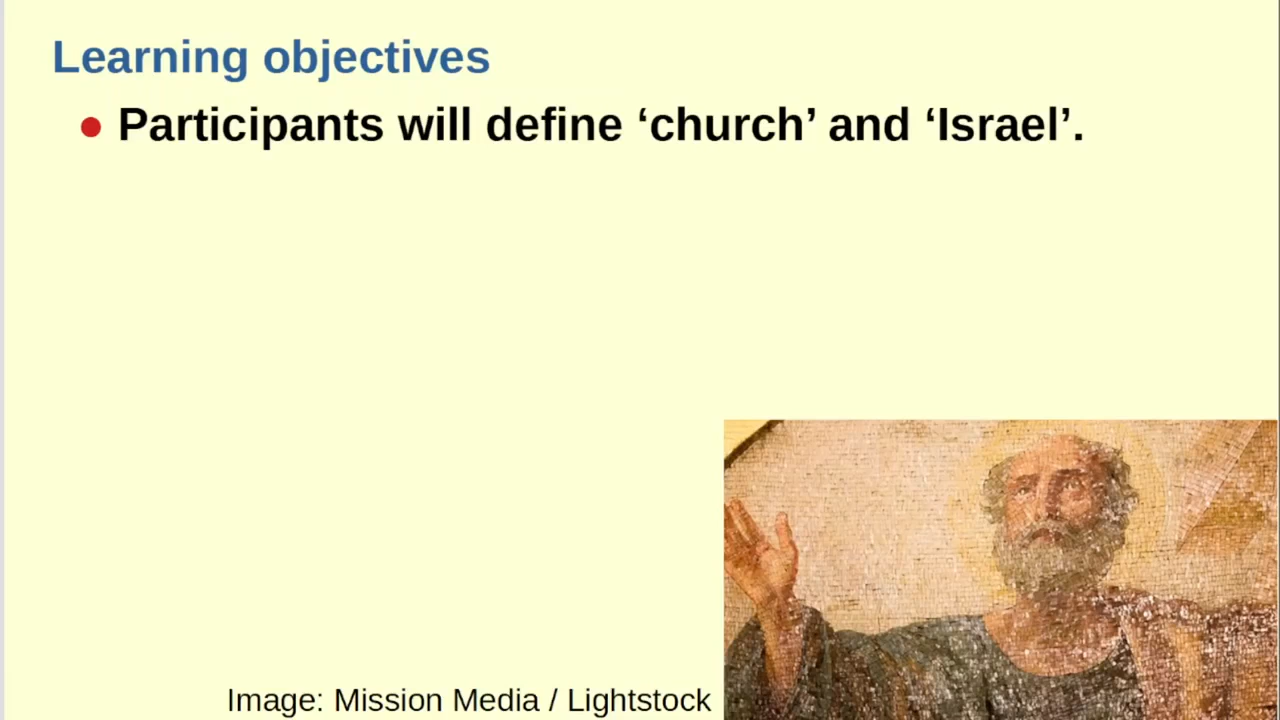 Learning objectives
● Participants will define ‘church’ and ‘Israel’.
Image: Mission Media / Lightstock